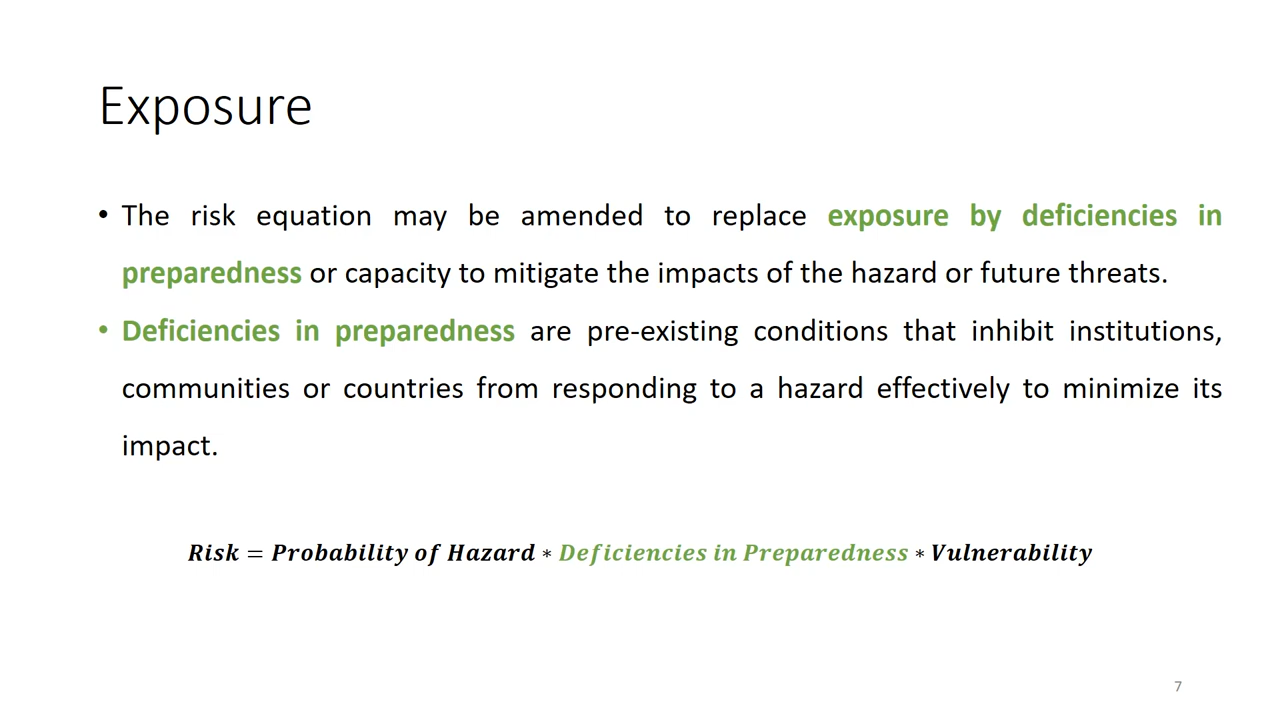 Exposure
• The risk equation may be amended to replace exposure by deficiencies in
preparedness or capacity to mitigate the impacts of the hazard or future threats.
• Deficiencies in preparedness are pre-existing conditions that inhibit institutions,
communities or countries from responding to a hazard effectively to minimize its
impact.
Risk = Probability of Hazard ∗ Deficiencies in Preparedness ∗ Vulnerability
7